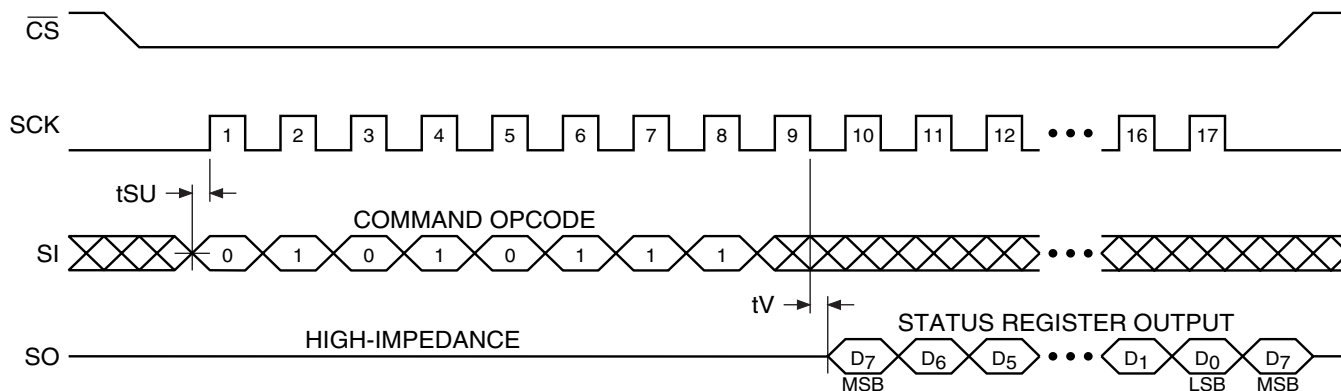 CS
SCK 1 2 3 4 5 6 7 8 9 10 11 12 ••• 16 17
tSU
COMMAND OPCODE
SI 0 1 0 1 0 1 1 1 •••
tV
HIGH-IMPEDANCE STATUS REGISTER OUTPUT
SO D7 D6 D5 ••• D1 D0 D7
MSB LSB MSB